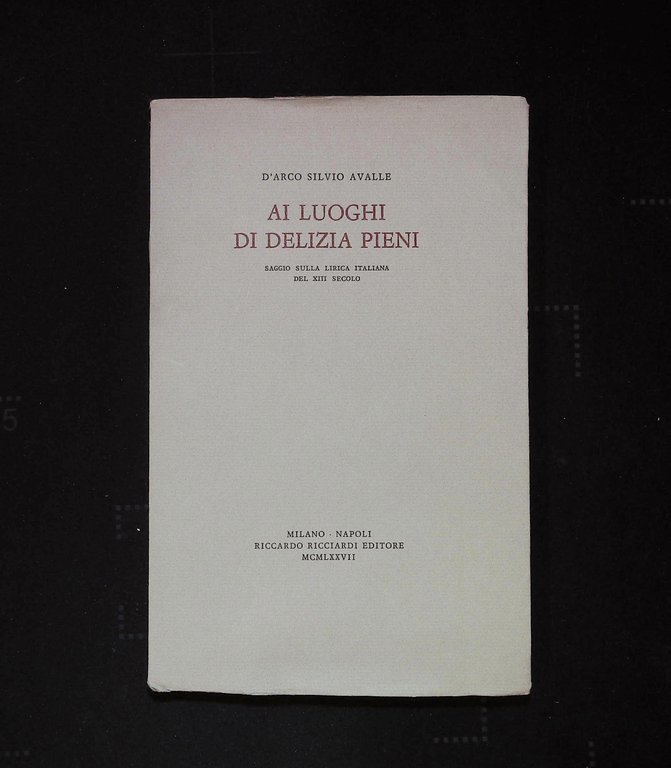 D'ARCO SILVIO AVALLE
AI LUOGHI
DI DELIZIA PIENI
SAGGIO SULLA LIRICA ITALIANA
DEL XIII SECOLO
5
MILANO · NAPOLI
RICCARDO RICCIARDI EDITORE
MCMLXXVII